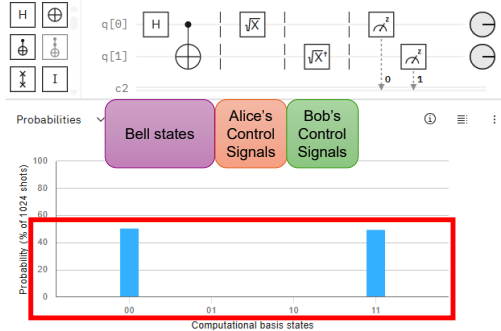 H
q[0] H √X z
q[1] √X† z
I
c2 0 1
Probabilities
Bell states
Alice's
Control
Signals
Bob's
Control
Signals
Probability (% of 1024 shots)
100
80
60
40
20
0
00 01 10 11
Computational basis states